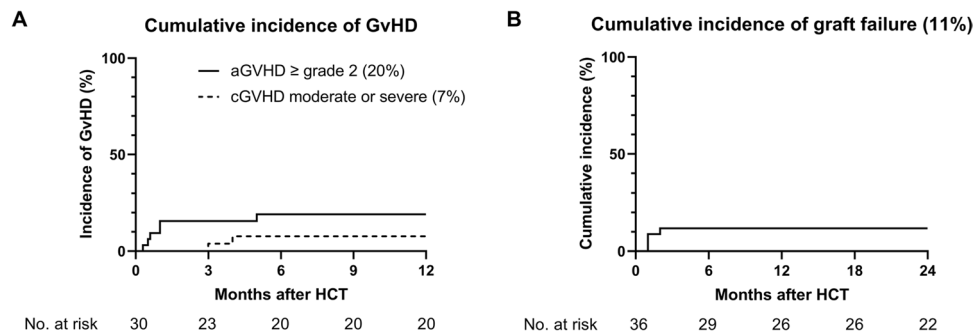 A
Cumulative incidence of GvHD
Incidence of GvHD (%)
100
50
0
aGVHD ≥ grade 2 (20%)
cGVHD moderate or severe (7%)
0 3 6 9 12
Months after HCT
No. at risk 30 23 20 20 20
B
Cumulative incidence of graft failure (11%)
Cumulative incidence (%)
100
50
0
0 6 12 18 24
Months after HCT
No. at risk 36 29 26 26 22